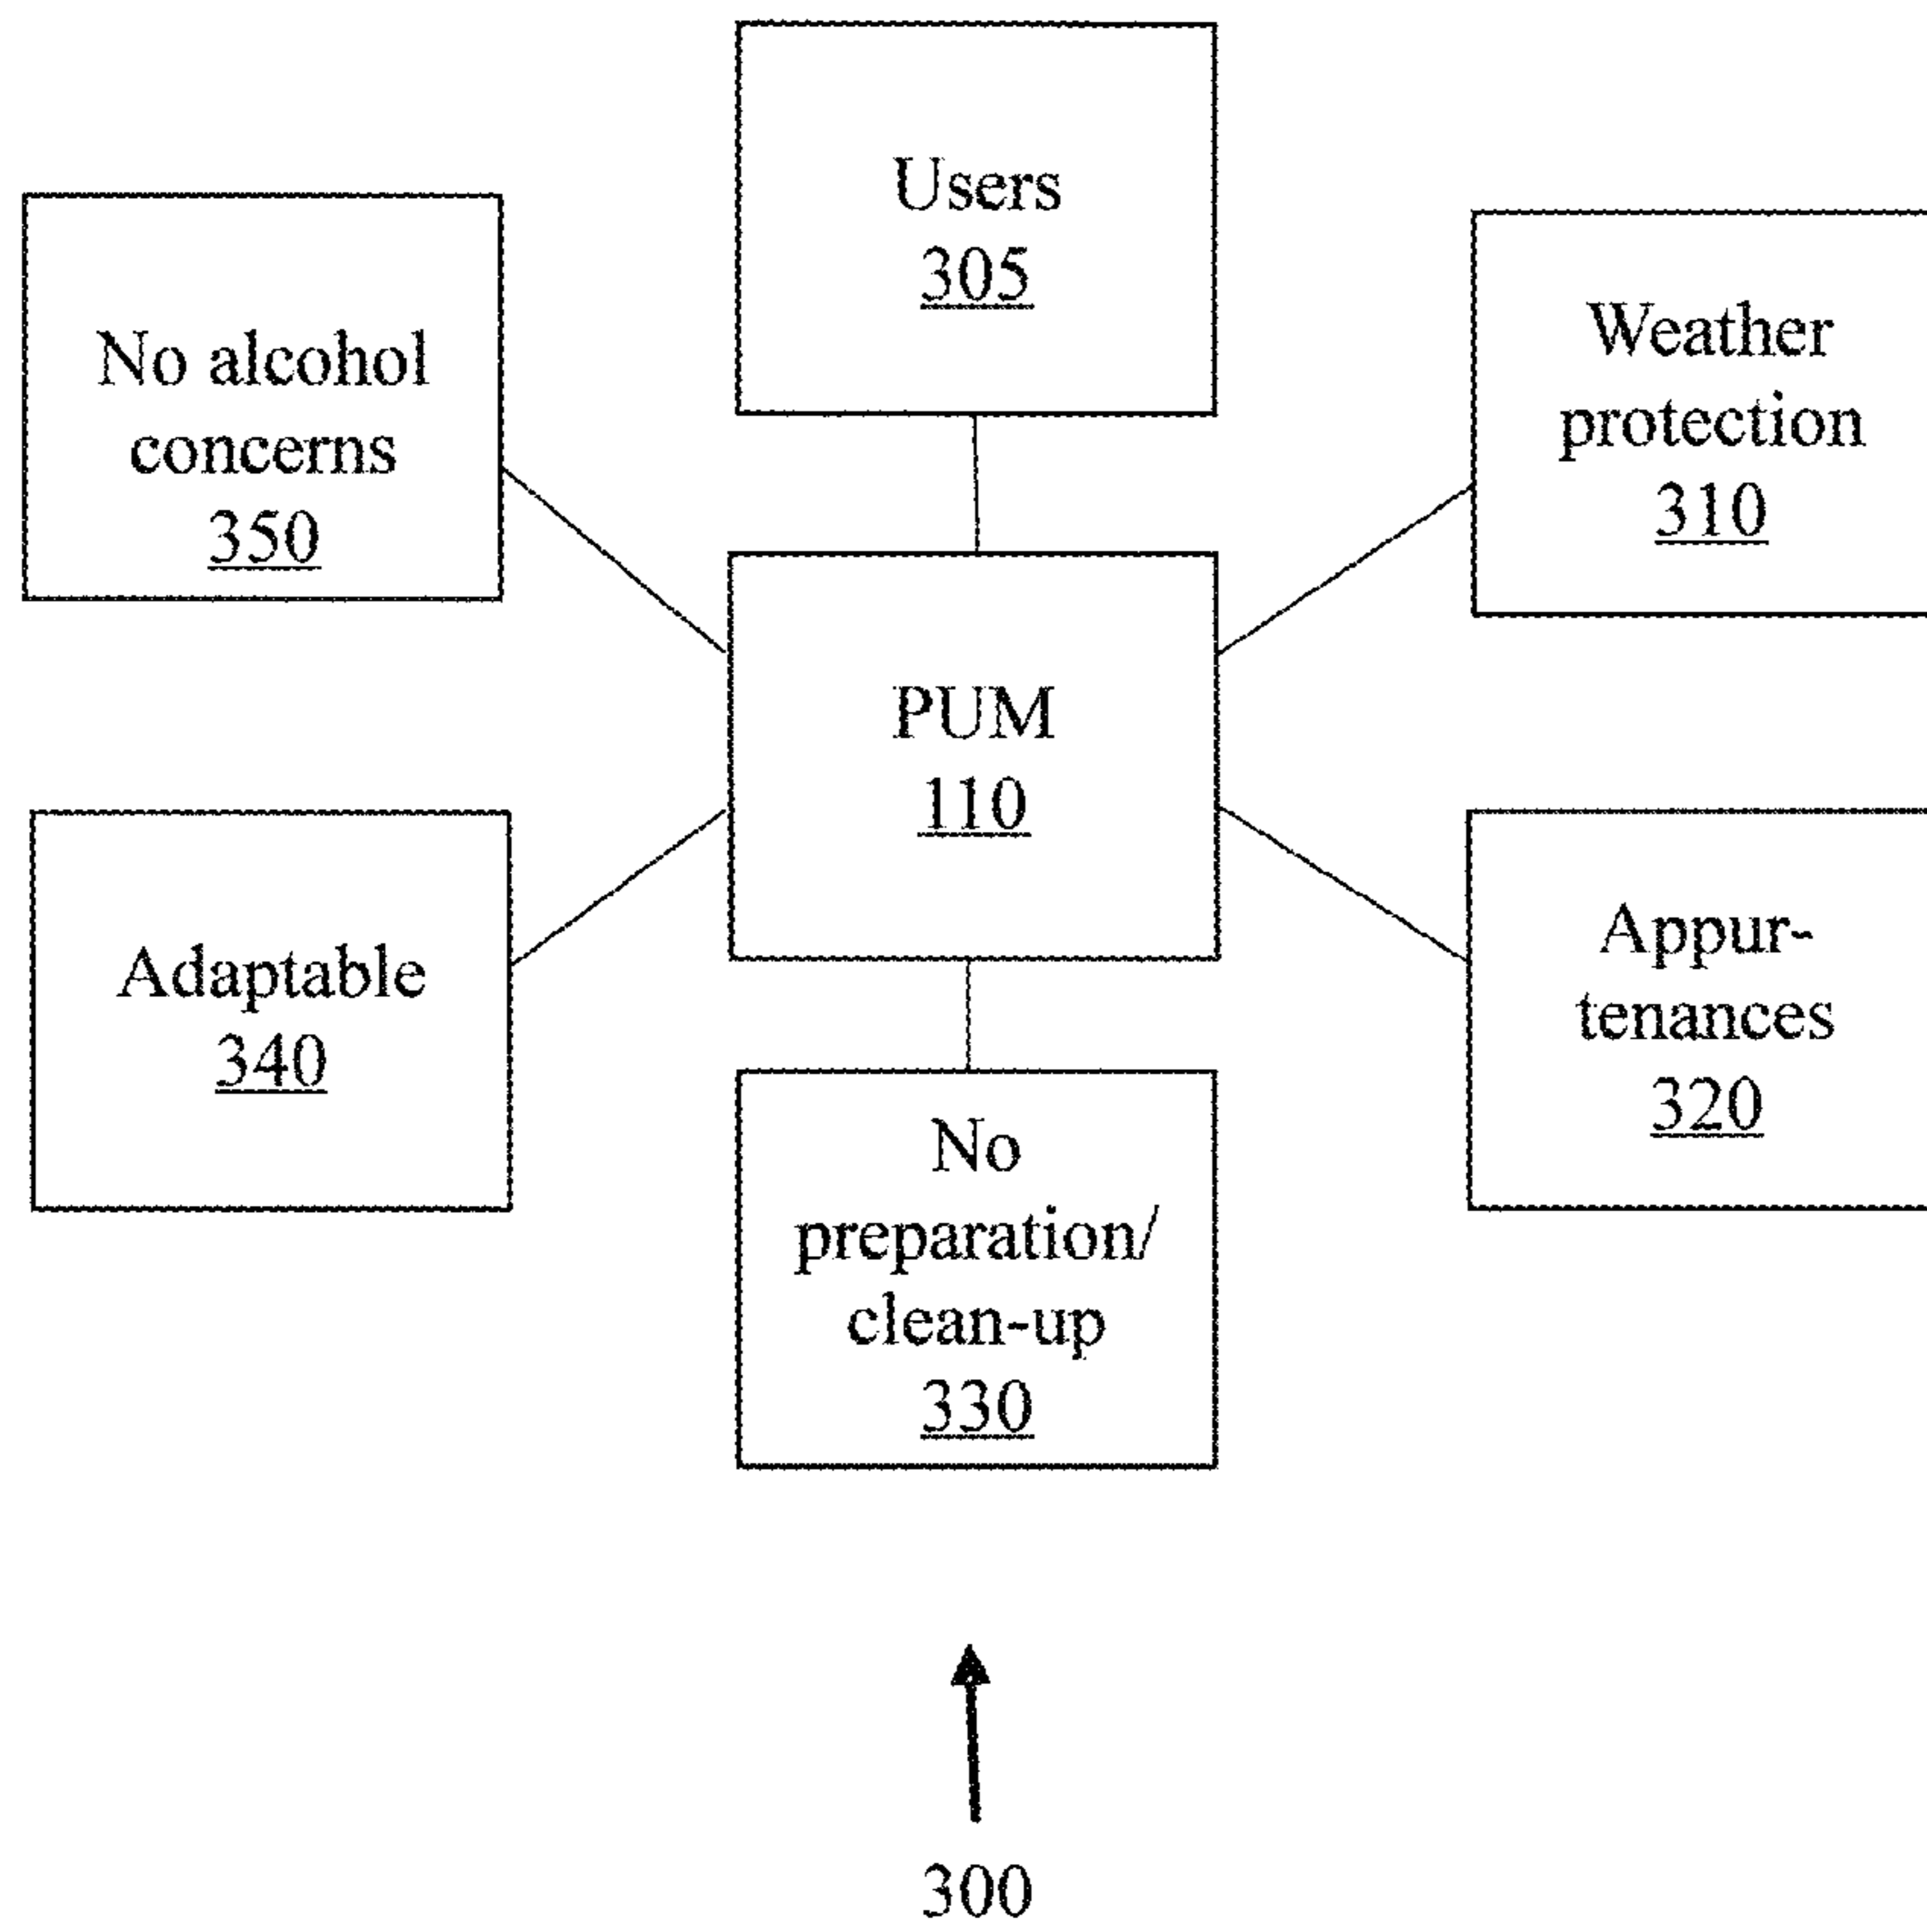 Users
305
No alcohol
concerns
350
Weather
protection
310
PUM
110
Adaptable
340
Appur-
tenances
320
No
preparation/
clean-up
330
300